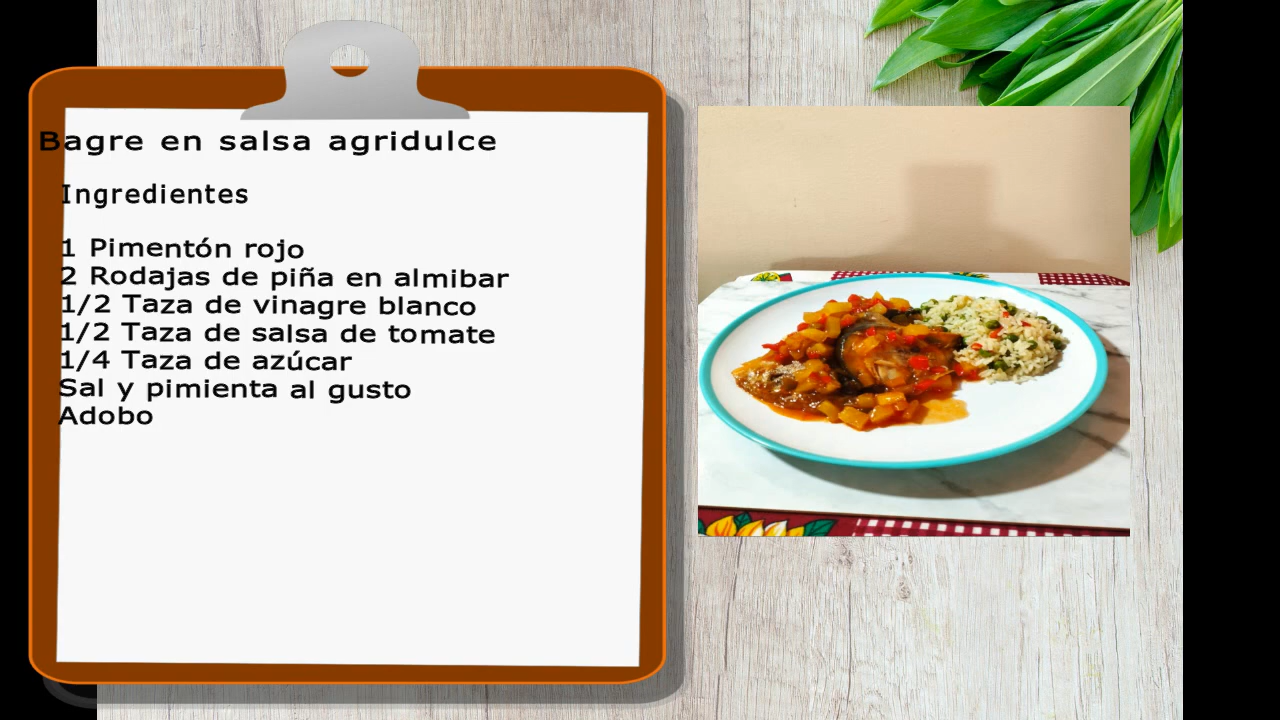 Bagre en salsa agridulce
Ingredientes
1 Pimentón rojo
2 Rodajas de piña en almibar
1/2 Taza de vinagre blanco
1/2 Taza de salsa de tomate
1/4 Taza de azúcar
Sal y pimienta al gusto
Adobo